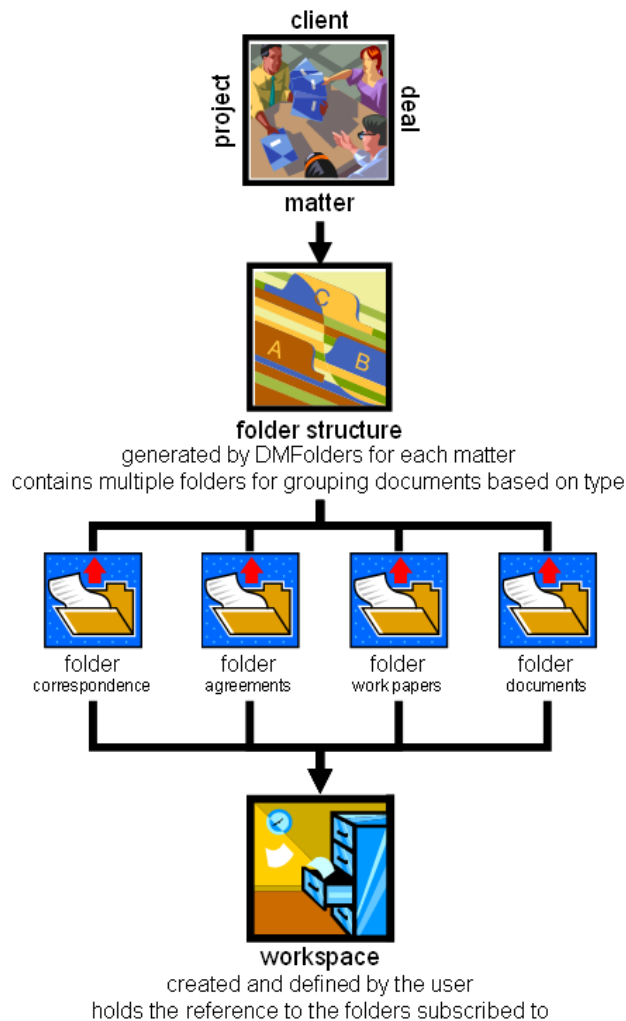 client
project
deal
matter
A
C
B
folder structure
generated by DMFolders for each matter
contains multiple folders for grouping documents based on type
folder
correspondence
folder
agreements
folder
work papers
folder
documents
workspace
created and defined by the user
holds the reference to the folders subscribed to